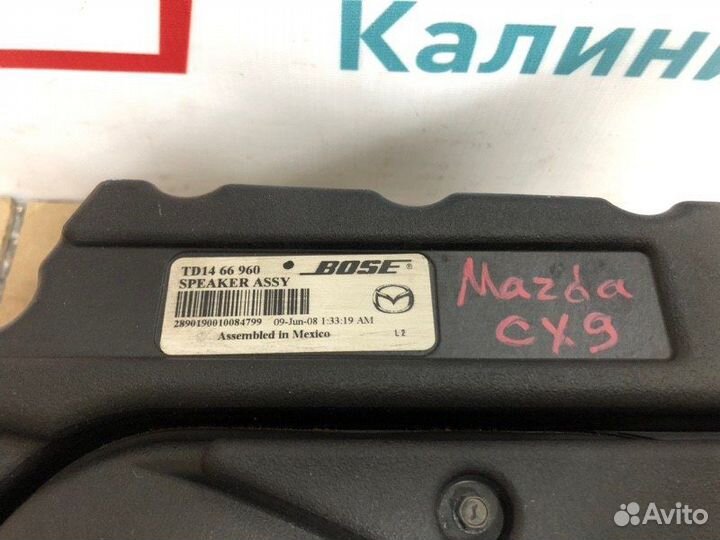 Калини
TD14 66 960 BOSE®
SPEAKER ASSY
2890190010084799 09-Jun-08 1:33:19 AM
Assembled in Mexico L2
Mazda
CX9
Avito